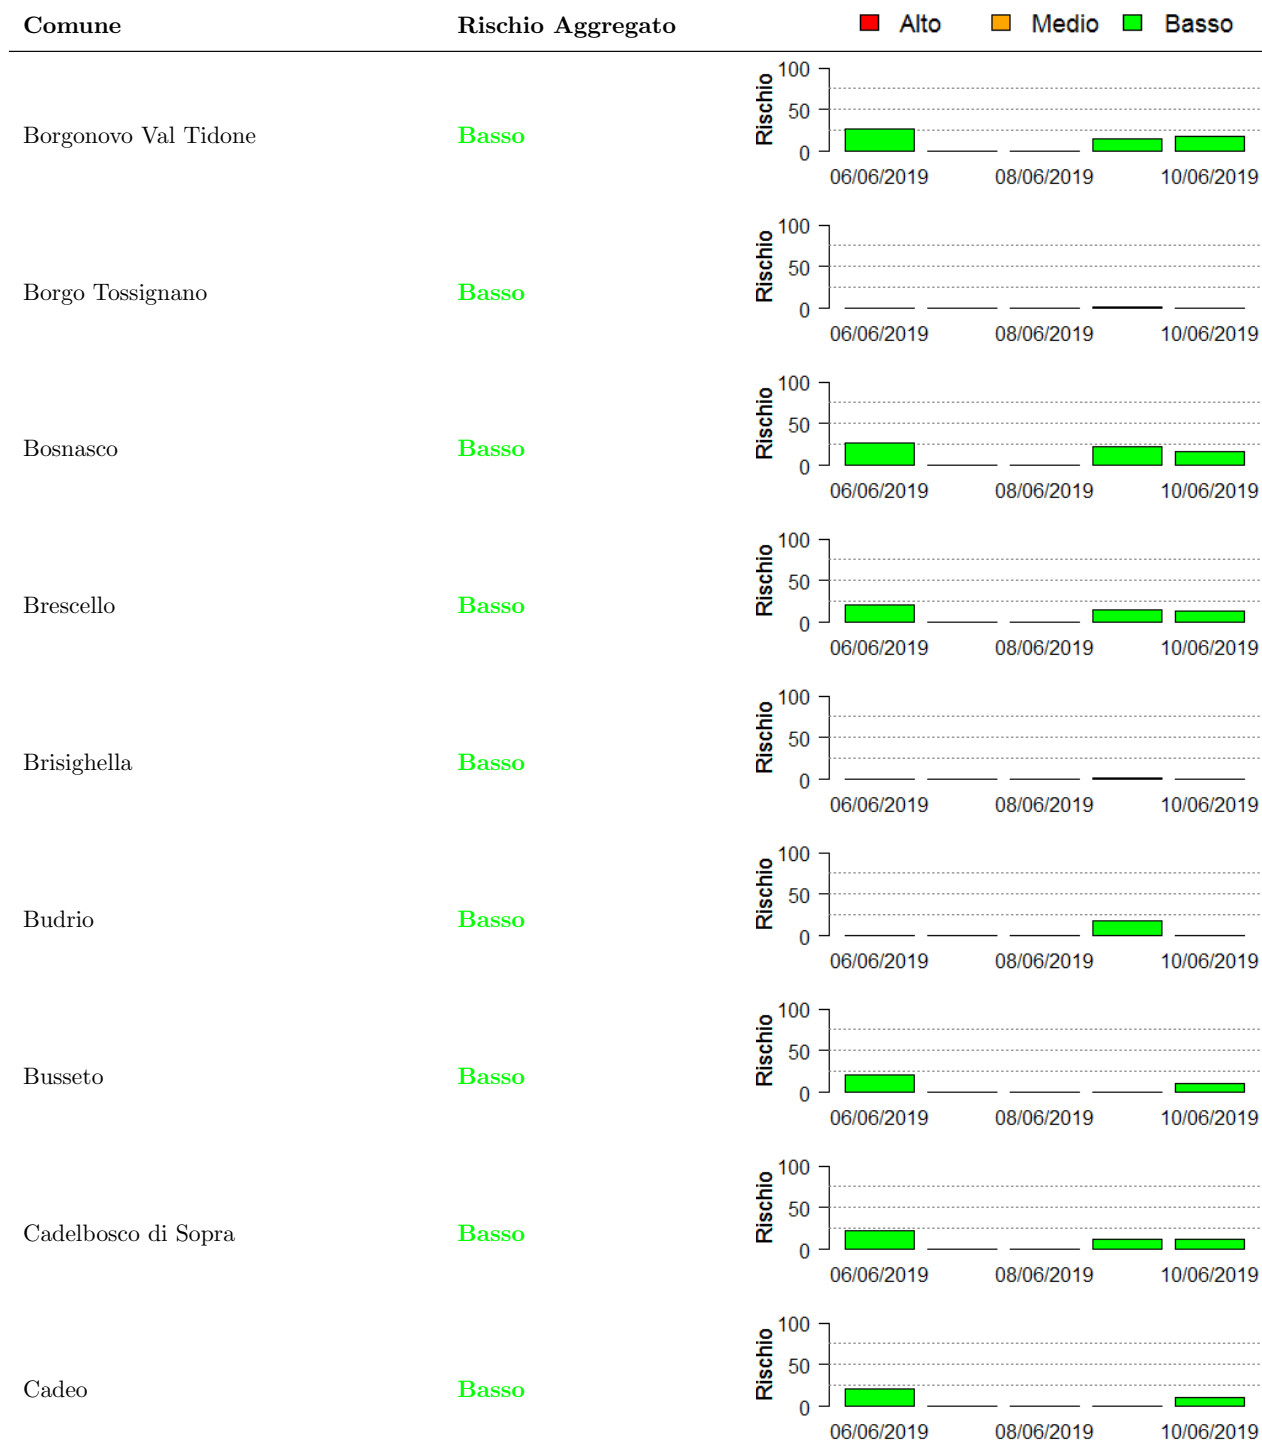 Comune Rischio Aggregato Alto Medio Basso
100
50
0
Rischio
Borgonovo Val Tidone Basso
06/06/2019 08/06/2019 10/06/2019
100
50
0
Rischio
Borgo Tossignano Basso
06/06/2019 08/06/2019 10/06/2019
100
50
0
Rischio
Bosnasco Basso
06/06/2019 08/06/2019 10/06/2019
100
50
0
Rischio
Brescello Basso
06/06/2019 08/06/2019 10/06/2019
100
50
0
Rischio
Brisighella Basso
06/06/2019 08/06/2019 10/06/2019
100
50
0
Rischio
Budrio Basso
06/06/2019 08/06/2019 10/06/2019
100
50
0
Rischio
Busseto Basso
06/06/2019 08/06/2019 10/06/2019
100
50
0
Rischio
Cadelbosco di Sopra Basso
06/06/2019 08/06/2019 10/06/2019
100
50
0
Rischio
Cadeo Basso
06/06/2019 08/06/2019 10/06/2019